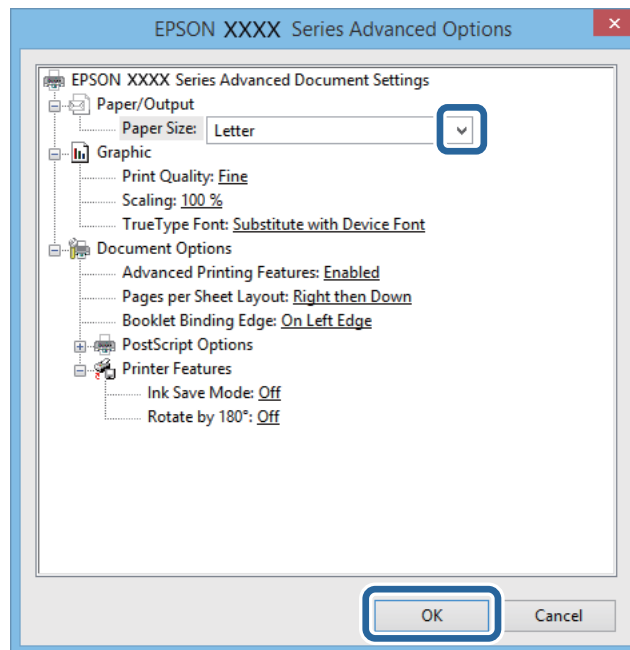 EPSON XXXX Series Advanced Options
EPSON XXXX Series Advanced Document Settings
Paper/Output
Paper Size: Letter
Graphic
Print Quality: Fine
Scaling: 100 %
TrueType Font: Substitute with Device Font
Document Options
Advanced Printing Features: Enabled
Pages per Sheet Layout: Right then Down
Booklet Binding Edge: On Left Edge
PostScript Options
Printer Features
Ink Save Mode: Off
Rotate by 180°: Off
OK Cancel